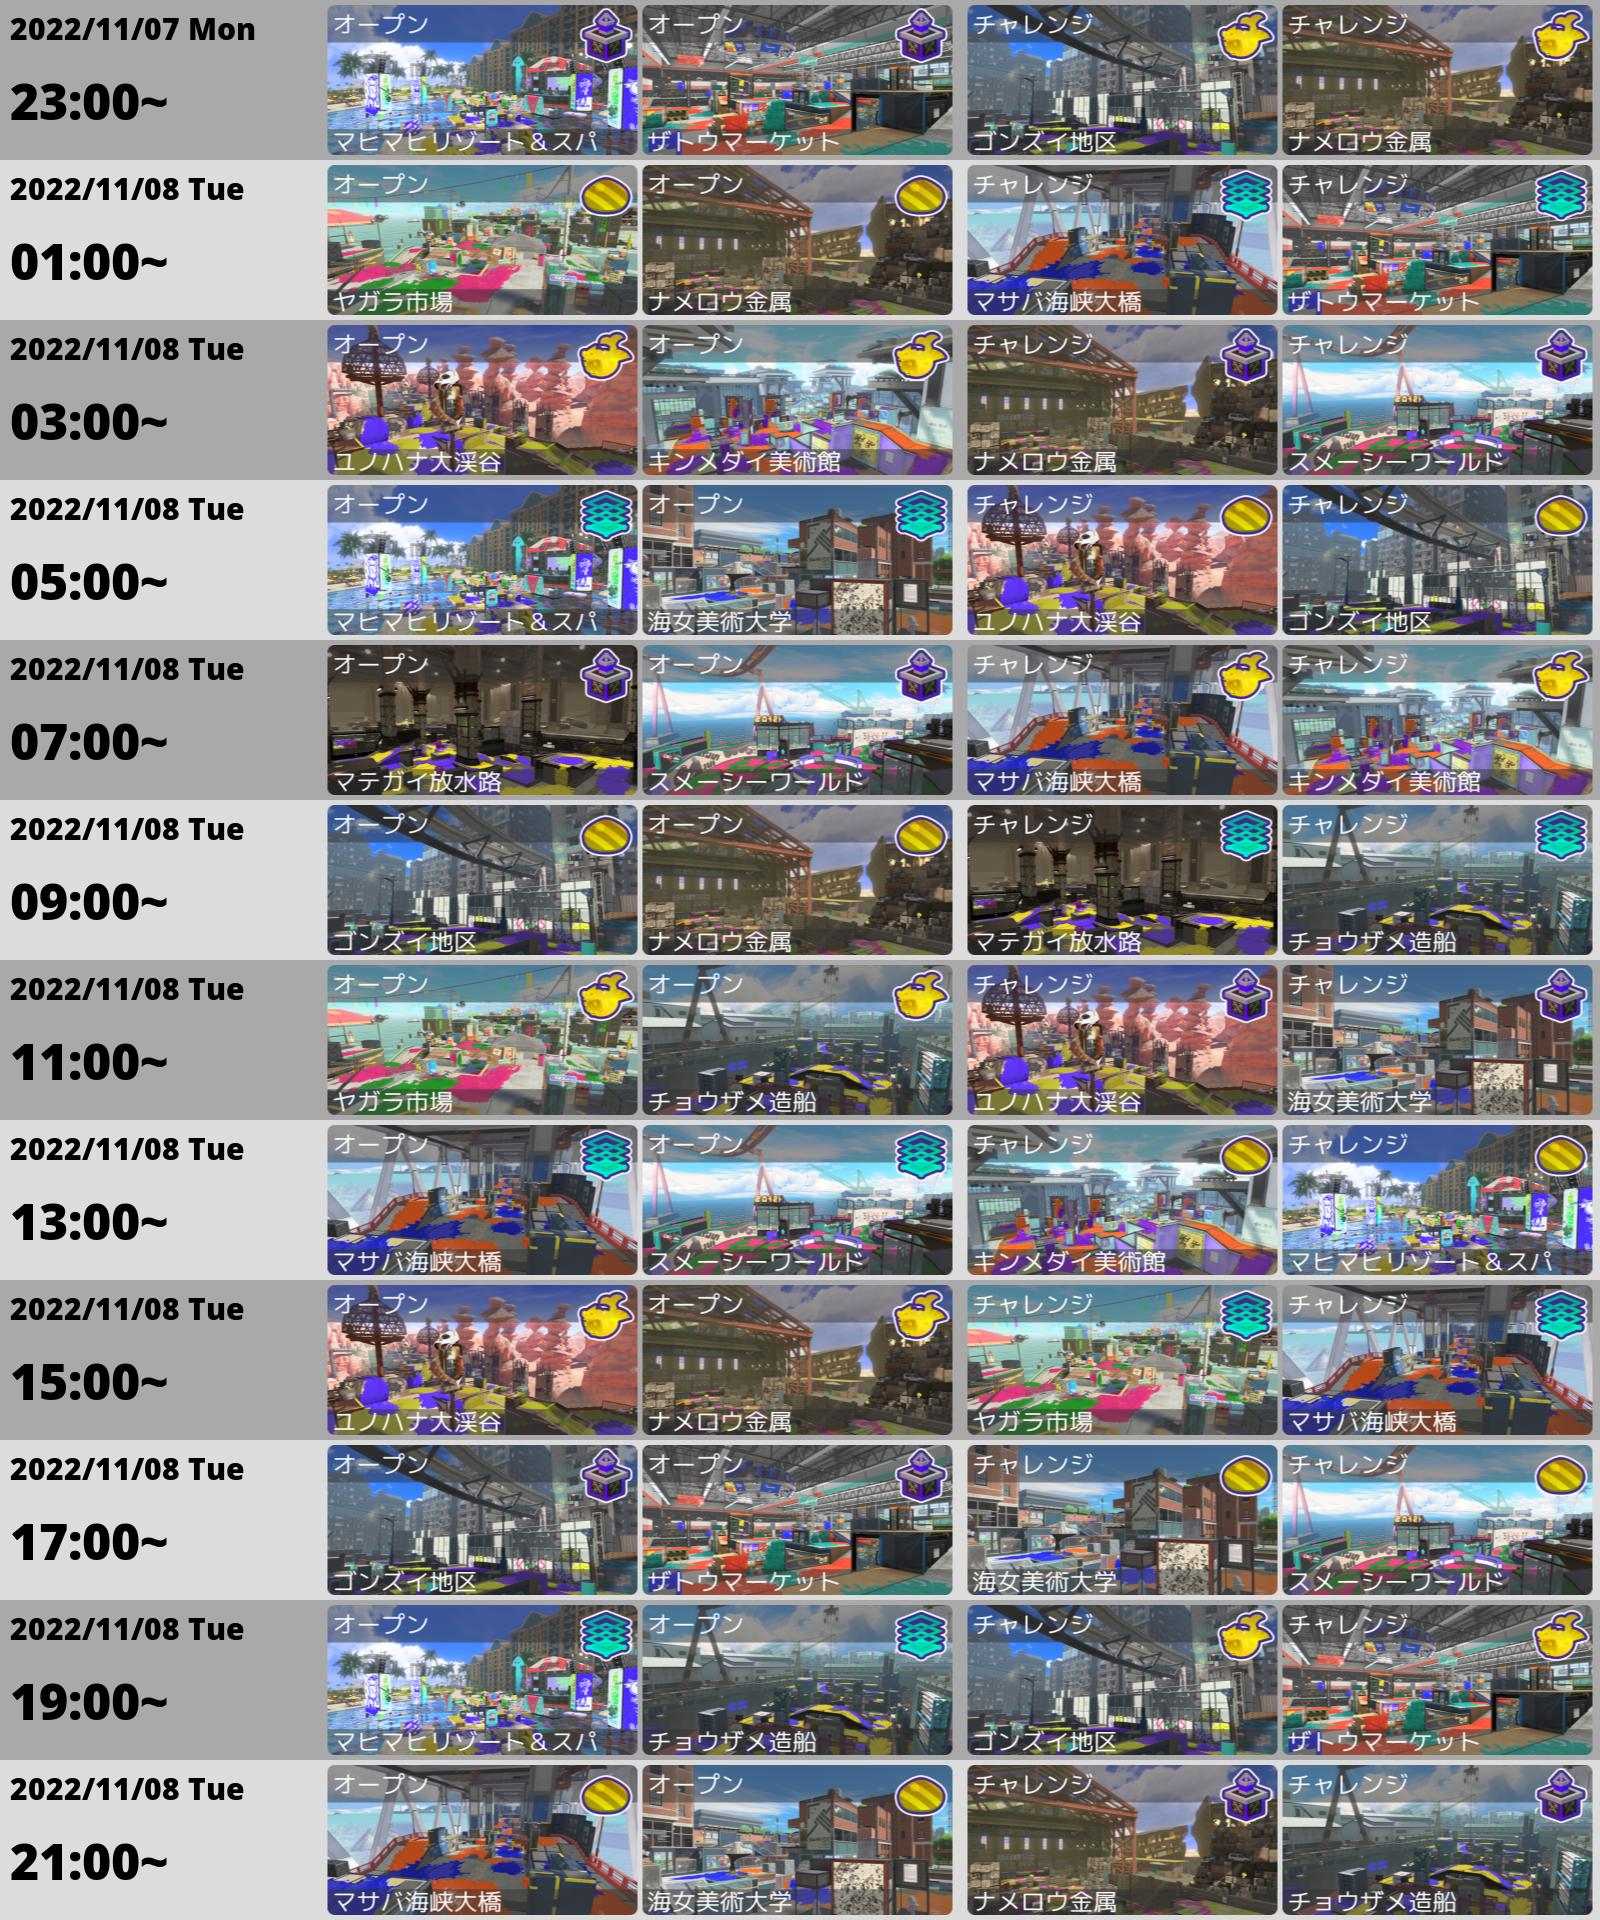 2022/11/07 Mon
23:00~
オープン
マヒマヒリゾート＆スパ
オープン
ザトウマーケット
チャレンジ
ゴンズイ地区
チャレンジ
ナメロウ金属
2022/11/08 Tue
01:00~
オープン
ヤガラ市場
オープン
ナメロウ金属
チャレンジ
マサバ海峡大橋
チャレンジ
ザトウマーケット
2022/11/08 Tue
03:00~
オープン
ユノハナ大渓谷
オープン
キンメダイ美術館
チャレンジ
ナメロウ金属
チャレンジ
スメーシーワールド
2022/11/08 Tue
05:00~
オープン
マヒマヒリゾート＆スパ
オープン
海女美術大学
チャレンジ
ユノハナ大渓谷
チャレンジ
ゴンズイ地区
2022/11/08 Tue
07:00~
オープン
マテガイ放水路
オープン
スメーシーワールド
チャレンジ
マサバ海峡大橋
チャレンジ
キンメダイ美術館
2022/11/08 Tue
09:00~
オープン
ゴンズイ地区
オープン
ナメロウ金属
チャレンジ
マテガイ放水路
チャレンジ
チョウザメ造船
2022/11/08 Tue
11:00~
オープン
ヤガラ市場
オープン
チョウザメ造船
チャレンジ
ユノハナ大渓谷
チャレンジ
海女美術大学
2022/11/08 Tue
13:00~
オープン
マサバ海峡大橋
オープン
スメーシーワールド
チャレンジ
キンメダイ美術館
チャレンジ
マヒマヒリゾート＆スパ
2022/11/08 Tue
15:00~
オープン
ユノハナ大渓谷
オープン
ナメロウ金属
チャレンジ
ヤガラ市場
チャレンジ
マサバ海峡大橋
2022/11/08 Tue
17:00~
オープン
ゴンズイ地区
オープン
ザトウマーケット
チャレンジ
海女美術大学
チャレンジ
スメーシーワールド
2022/11/08 Tue
19:00~
オープン
マヒマヒリゾート＆スパ
オープン
チョウザメ造船
チャレンジ
ゴンズイ地区
チャレンジ
ザトウマーケット
2022/11/08 Tue
21:00~
オープン
マサバ海峡大橋
オープン
海女美術大学
チャレンジ
ナメロウ金属
チャレンジ
チョウザメ造船